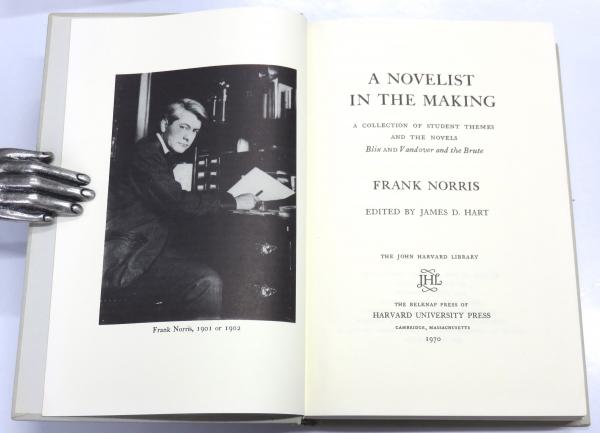 Frank Norris, 1901 or 1902
A NOVELIST
IN THE MAKING
A COLLECTION OF STUDENT THEMES
AND THE NOVELS
Blix AND Vandover and the Brute
FRANK NORRIS
EDITED BY JAMES D. HART
THE JOHN HARVARD LIBRARY
JHL
THE BELKNAP PRESS OF
HARVARD UNIVERSITY PRESS
CAMBRIDGE, MASSACHUSETTS
1970